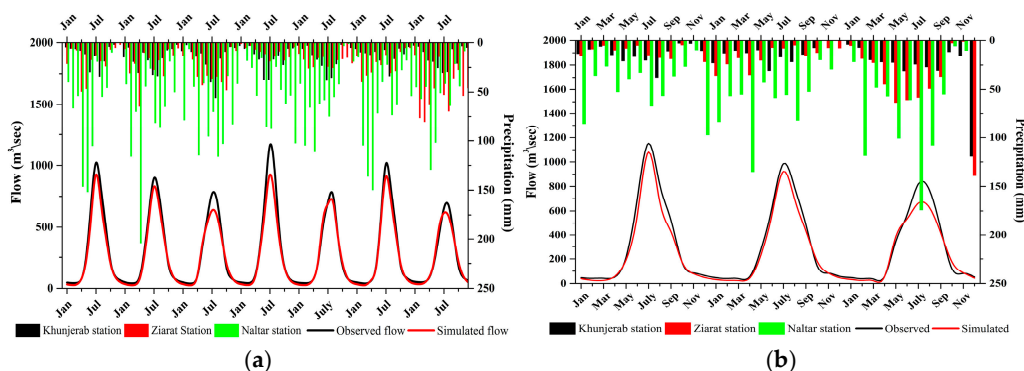 Jan Jul Jan Jul Jan Jul Jan Jul Jan Jul Jan Jul Jan Jul
2000 0
1500 50
1000 100
500 150
0 200
250
Flow (m³\sec)
Precipitation (mm)
Jan Jul Jan Jul Jan Jul Jan Jul Jan July Jan Jul Jan Jul
Khunjerab station Ziarat Station Naltar station Observed flow Simulated flow
(a)
Jan Mar May Jul Sep Nov Jan Mar May Jul Sep Nov Jan Mar May Jul Sep Nov
2000 0
1800
1600 50
1400
1200 100
1000
800 150
600
400 200
200
0 250
Flow (m³\sec)
Precipitation (mm)
Jan Mar May July Sep Nov Jan Mar May July Sep Nov Jan Mar May July Sep Nov
Khunjerab station Ziarat station Naltar station Observed Simulated
(b)